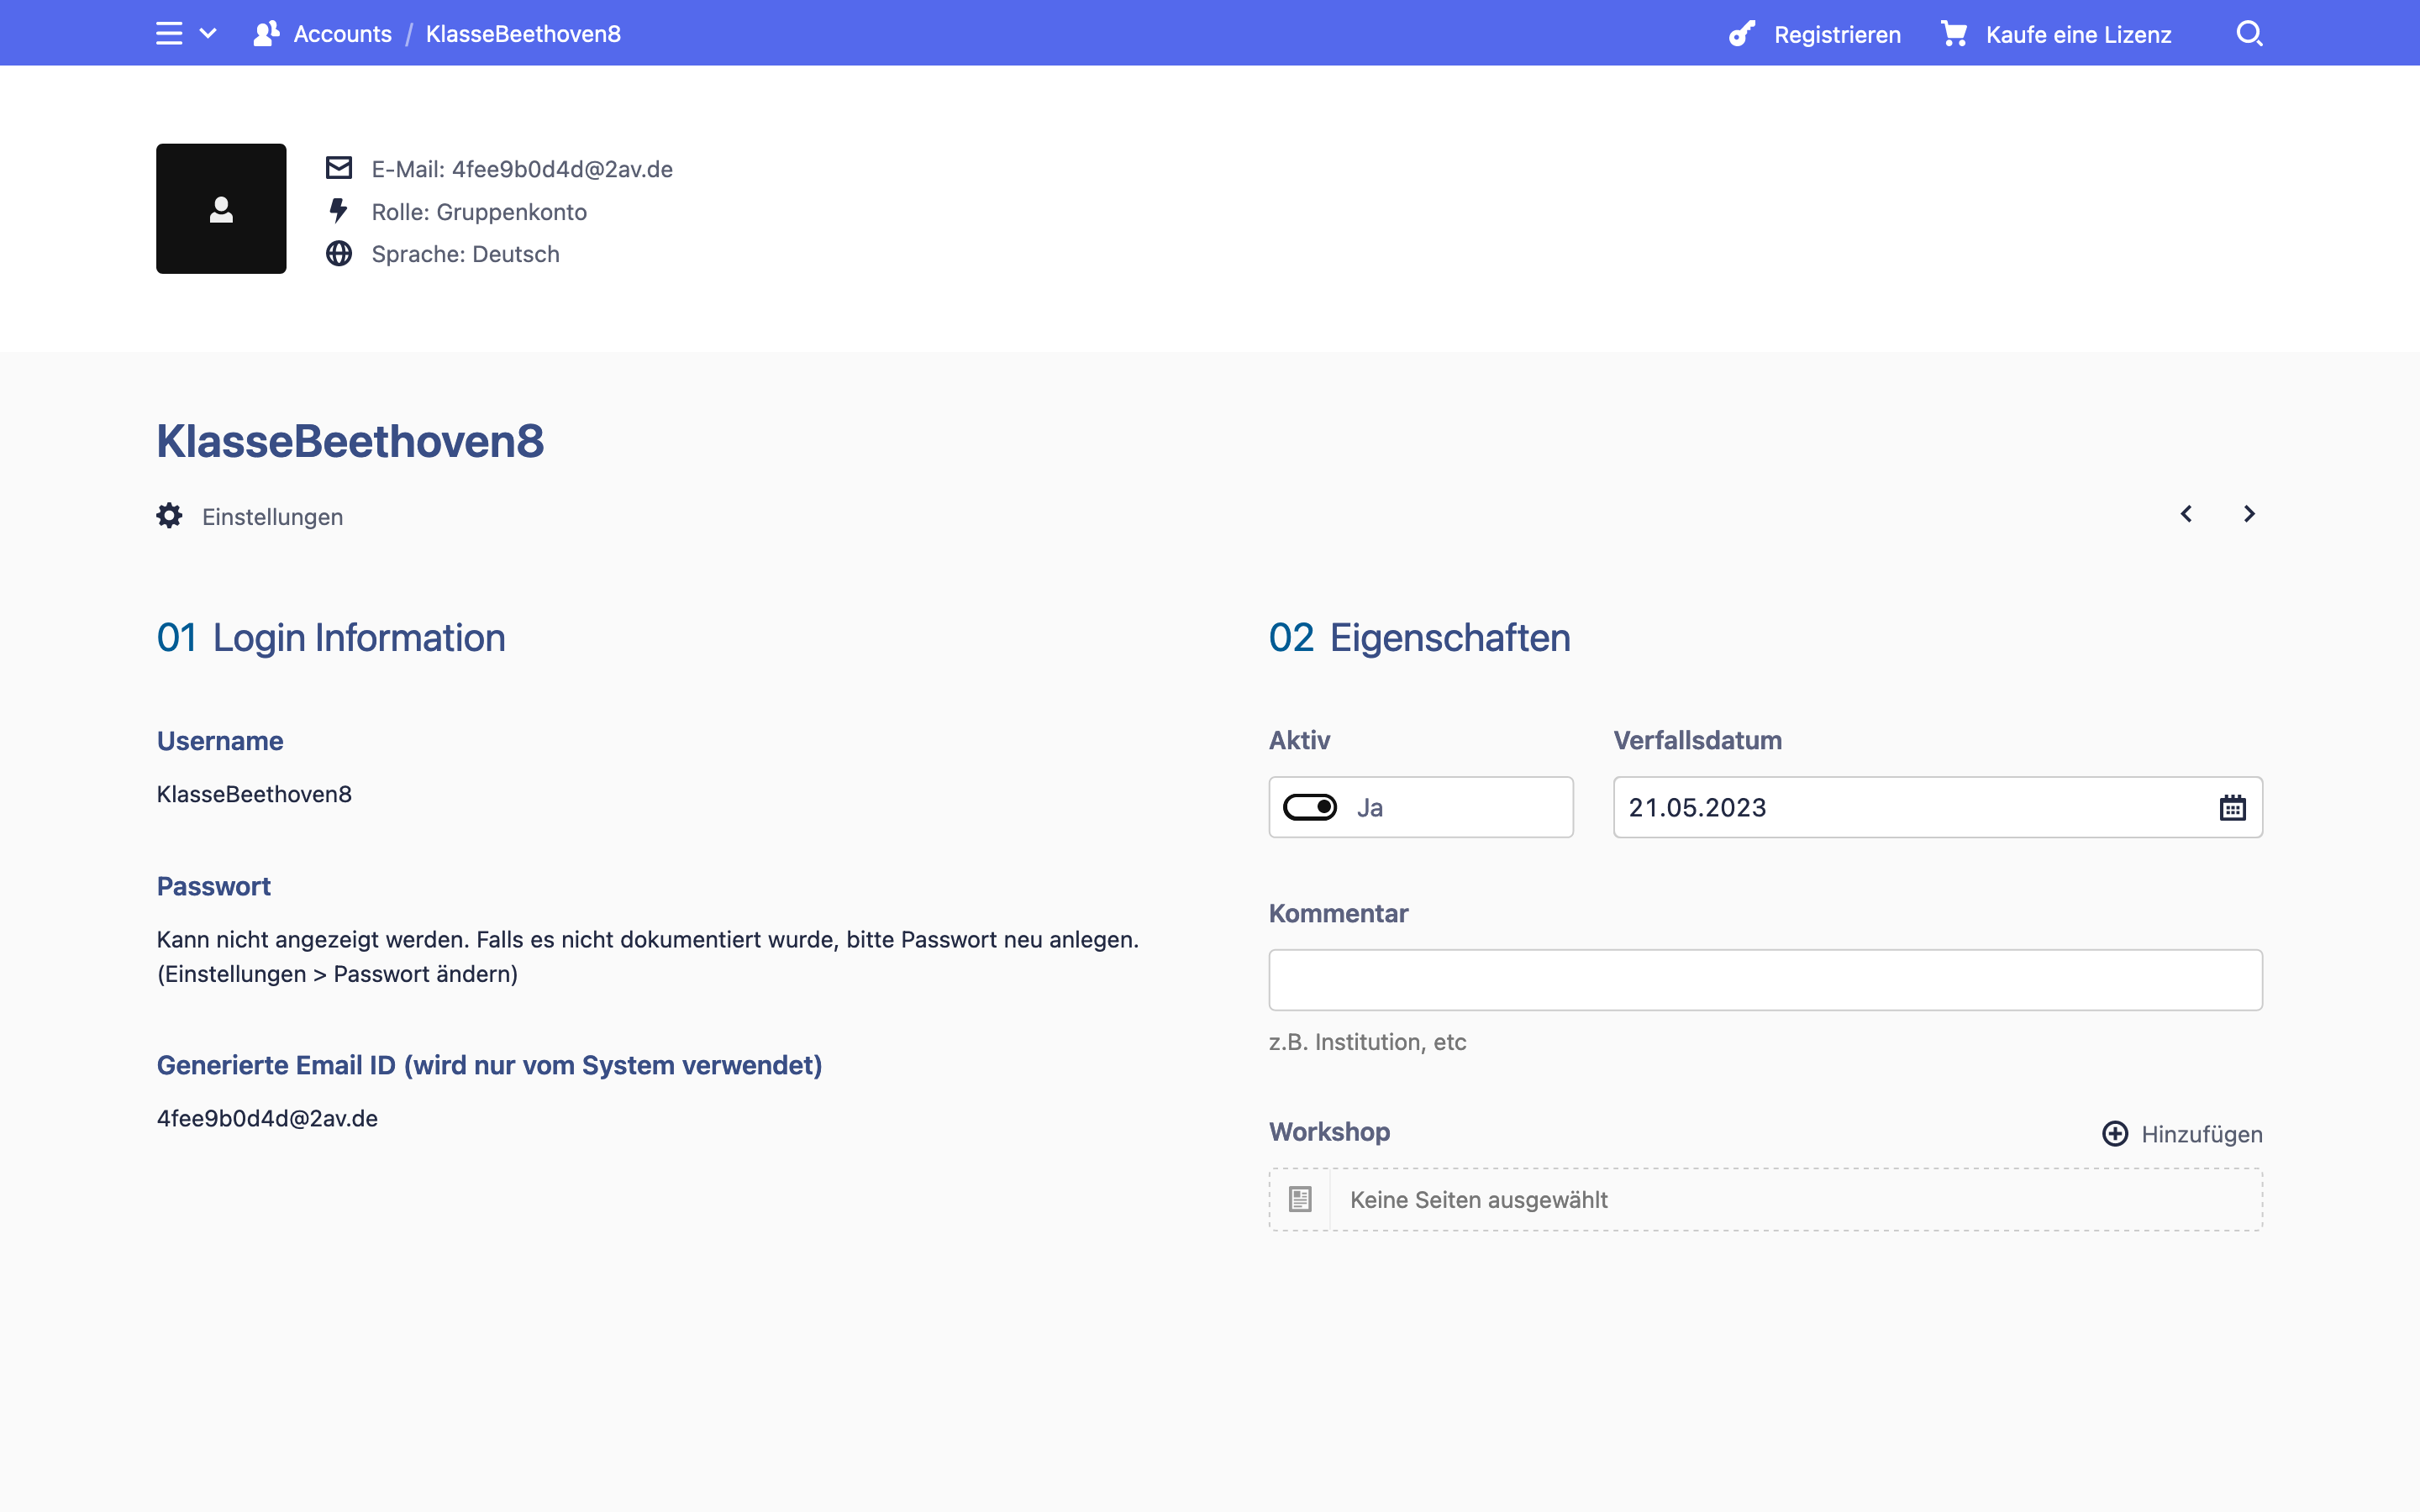 Accounts / KlasseBeethoven8
Registrieren
Kaufe eine Lizenz
E-Mail: 4fee9b0d4d@2av.de
Rolle: Gruppenkonto
Sprache: Deutsch
KlasseBeethoven8
Einstellungen
01 Login Information
Username
KlasseBeethoven8
Passwort
Kann nicht angezeigt werden. Falls es nicht dokumentiert wurde, bitte Passwort neu anlegen.
(Einstellungen > Passwort ändern)
Generierte Email ID (wird nur vom System verwendet)
4fee9b0d4d@2av.de
02 Eigenschaften
Aktiv
Ja
Verfallsdatum
21.05.2023
Kommentar
z.B. Institution, etc
Workshop
Hinzufügen
Keine Seiten ausgewählt